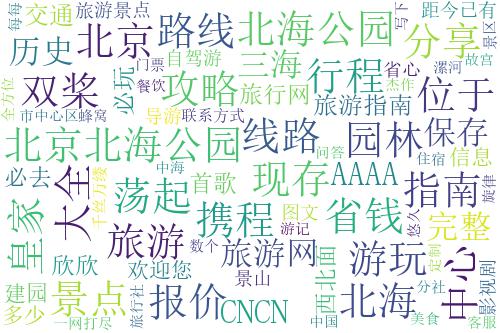 每每
交通
旅游景点
路线
北海公园
写下
距今已有
景区
历史
北京
自驾游
三海
分享
故宫
全方位
双桨
必玩
门票
餐饮
攻略
旅行网
行程
省心
漯河
杰作
位于
市中心区蜂窝
导游
联系方式
旅游指南
北京北海公园
线路
园林
保存
必去
大全
千丝万缕
荡起
中海
首歌
问答
现存
AAAA
住宿
指南
信息
旋律
皇家
携程
图文
省钱
悠久
完整
欣欣
旅游
游记
旅游网
西北面
游玩
定制
中心
影视剧
欢迎您
数个
景山
建园
景点
旅行社
报价
CNCN
北海
分社
多少
一网打尽
中国
美食
客服